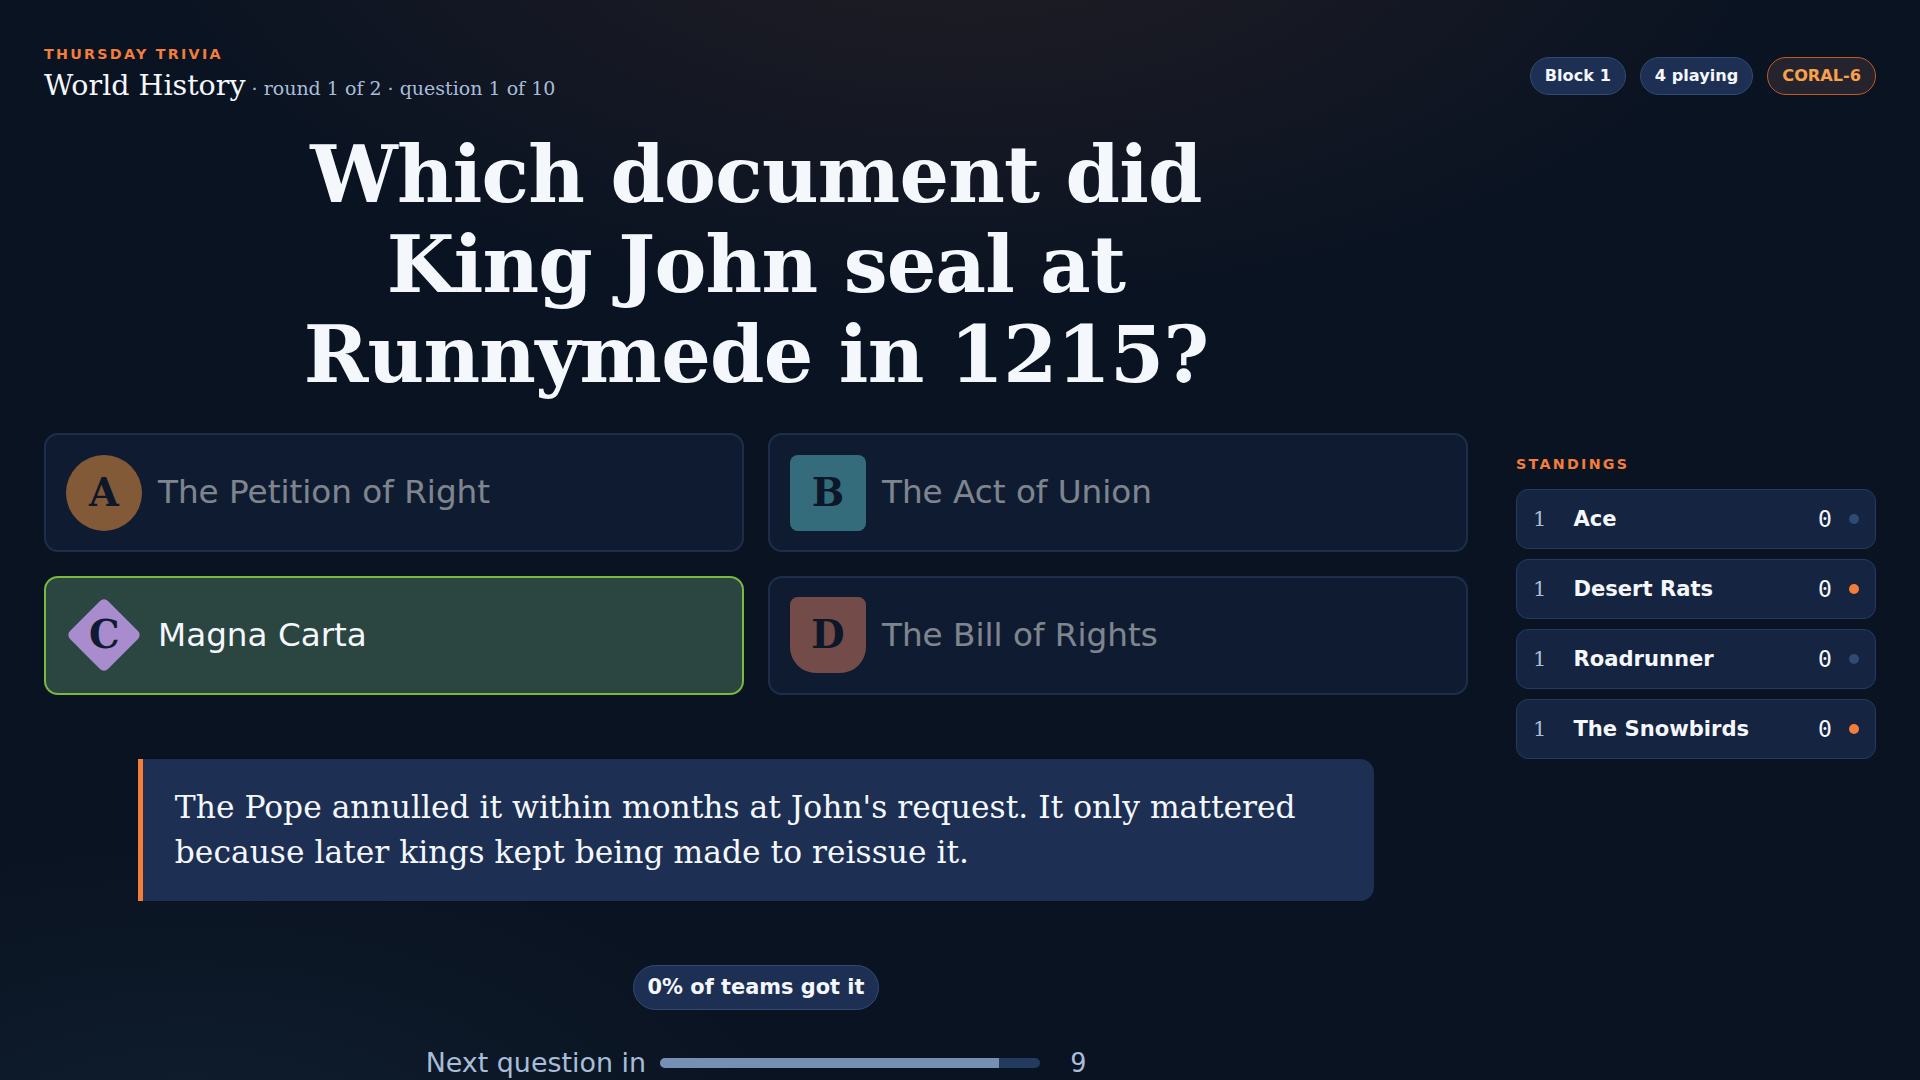 THURSDAY TRIVIA
World History · round 1 of 2 · question 1 of 10
Block 1
4 playing
CORAL-6
Which document did
King John seal at
Runnymede in 1215?
A The Petition of Right
B The Act of Union
C Magna Carta
D The Bill of Rights
The Pope annulled it within months at John's request. It only mattered
because later kings kept being made to reissue it.
0% of teams got it
Next question in 9
STANDINGS
1 Ace 0
1 Desert Rats 0
1 Roadrunner 0
1 The Snowbirds 0